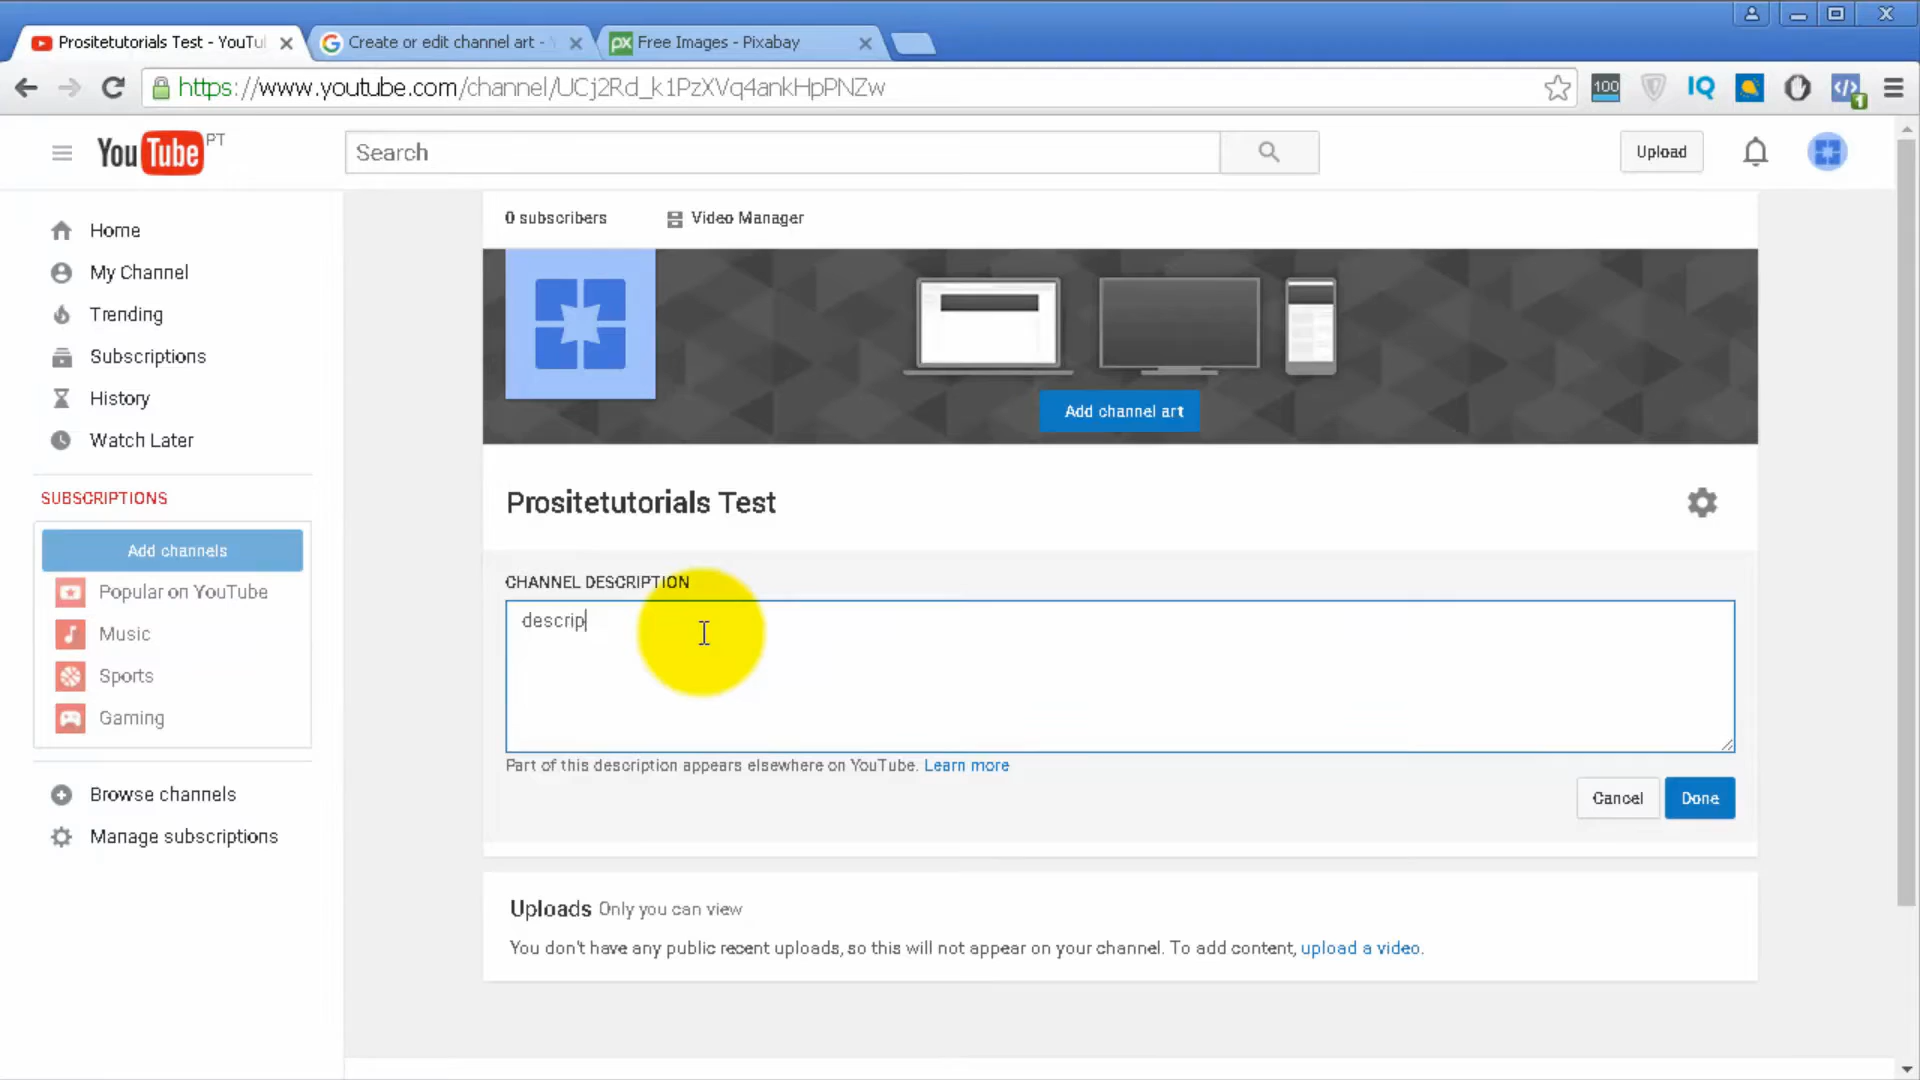 Prositetutorials Test - YouTu
Create or edit channel art -
Free Images - Pixabay
https://www.youtube.com/channel/UCj2Rd_k1PzXVq4ankHpPNZw
100
IQ
1
YouTube PT
Search
Upload
Home
My Channel
Trending
Subscriptions
History
Watch Later
SUBSCRIPTIONS
Add channels
Popular on YouTube
Music
Sports
Gaming
Browse channels
Manage subscriptions
0 subscribers
Video Manager
Add channel art
Prositetutorials Test
CHANNEL DESCRIPTION
descrip
Part of this description appears elsewhere on YouTube. Learn more
Cancel
Done
Uploads Only you can view
You don't have any public recent uploads, so this will not appear on your channel. To add content, upload a video.